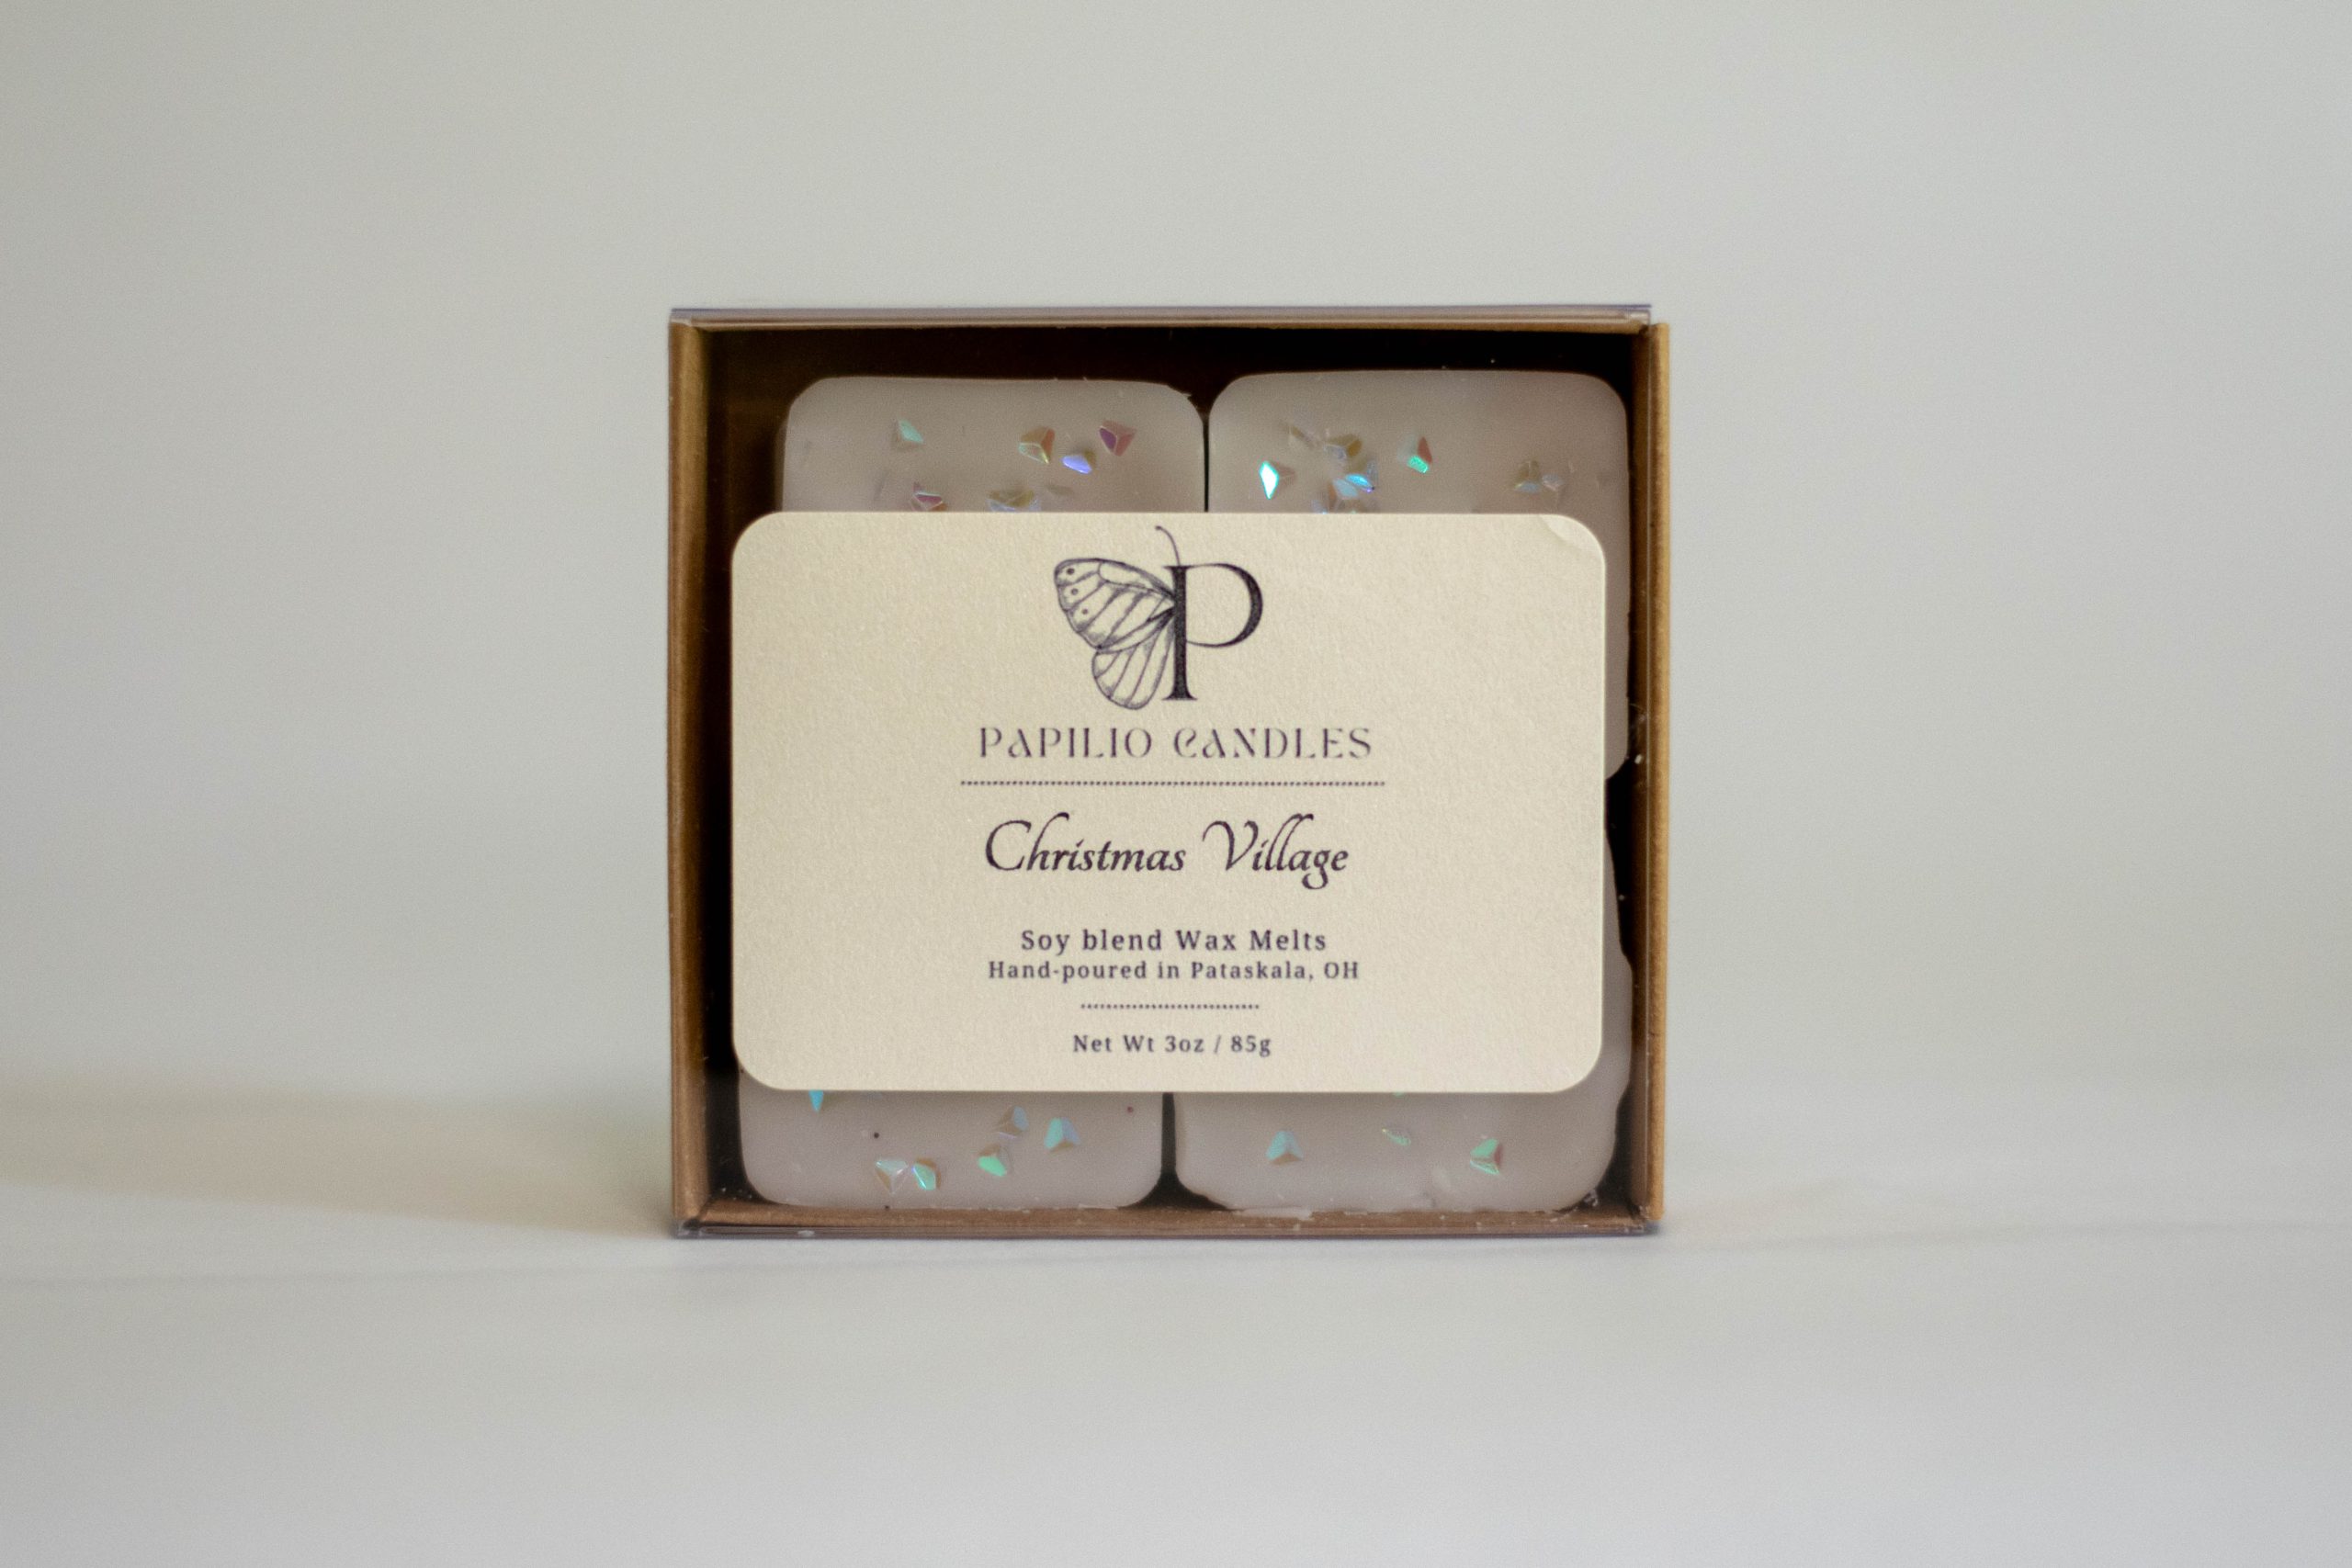 P
PAPILIO CANDLES
Christmas Village
Soy blend Wax Melts
Hand-poured in Pataskala, OH
Net Wt 3oz / 85g